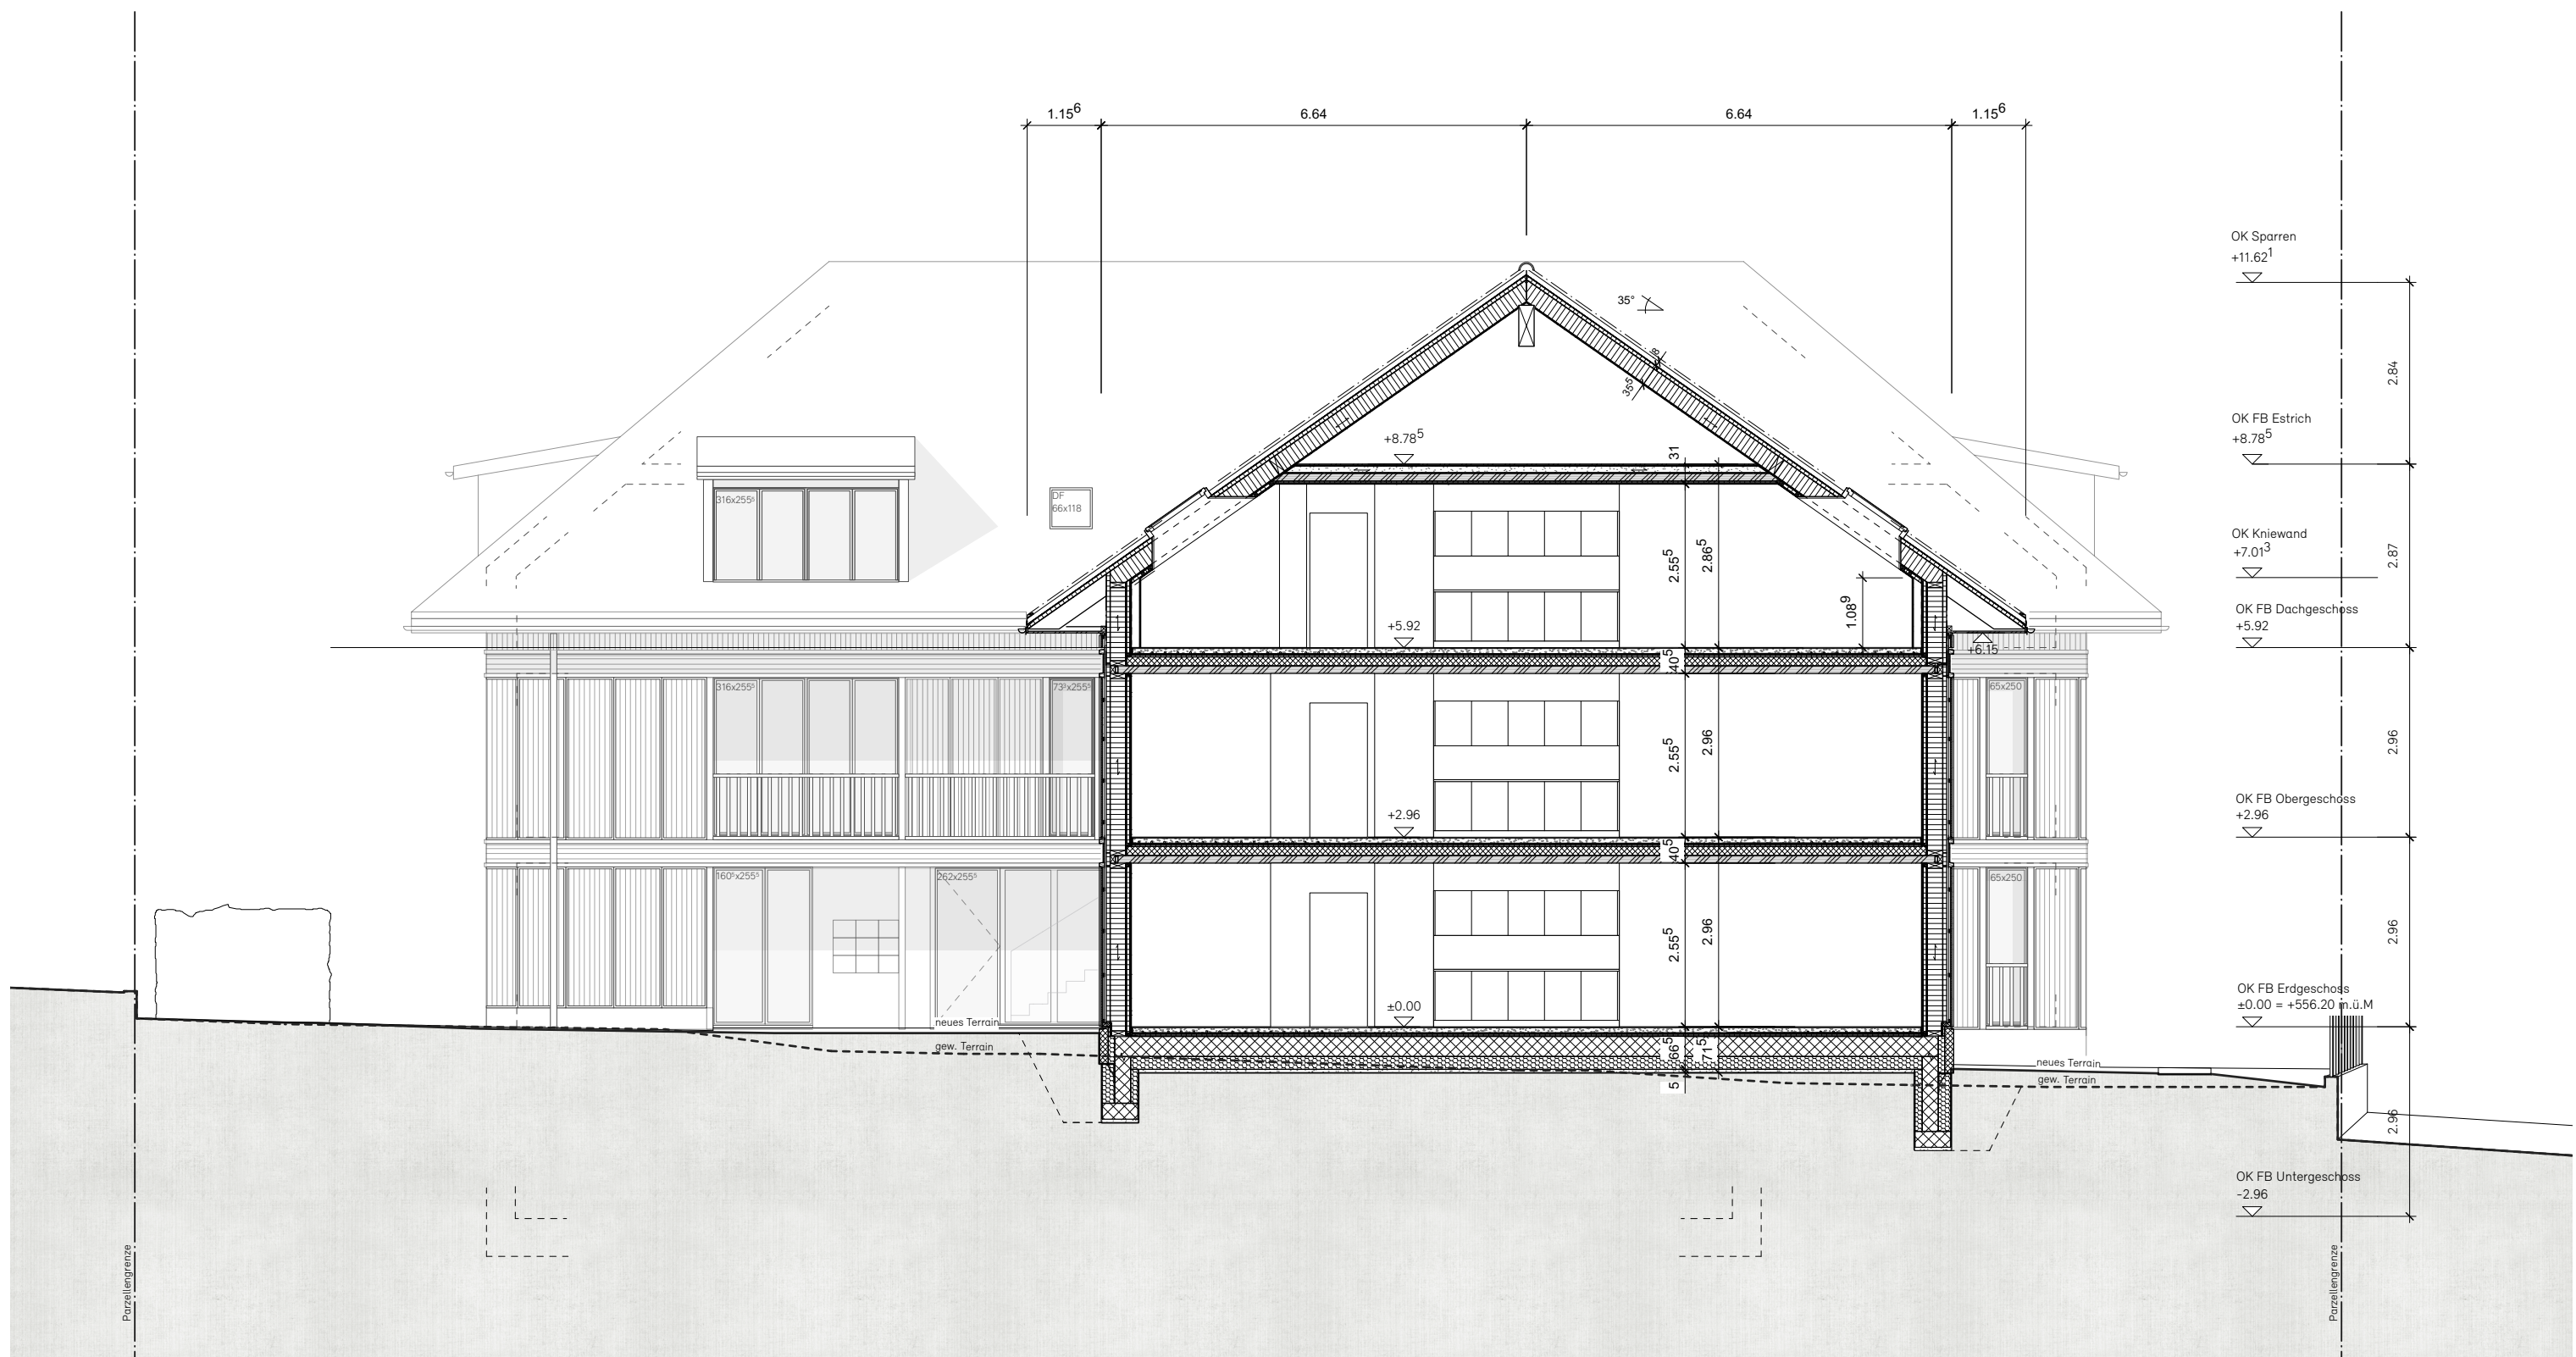 1.15⁶ 6.64 6.64 1.15⁶
OK Sparren
+11.62¹
35°
8
35⁵
2.84
OK FB Estrich
+8.78⁵
+8.78⁵
31
316x255⁵
DF
66x118
OK Kniewand
+7.01³
2.55⁵
2.86⁵
2.87
1.08⁹
OK FB Dachgeschoss
+5.92
+5.92
+6.15
40⁵
316x255⁵
73⁵x255⁵
65x250
2.55⁵
2.96
2.96
OK FB Obergeschoss
+2.96
+2.96
40⁵
160⁵x255⁵
262x255⁵
65x250
2.55⁵
2.96
2.96
OK FB Erdgeschoss
±0.00 = +556.20 m.ü.M
±0.00
neues Terrain
gew. Terrain
66⁵
71⁵
5
neues Terrain
gew. Terrain
2.96
OK FB Untergeschoss
-2.96
Parzellengrenze
Parzellengrenze